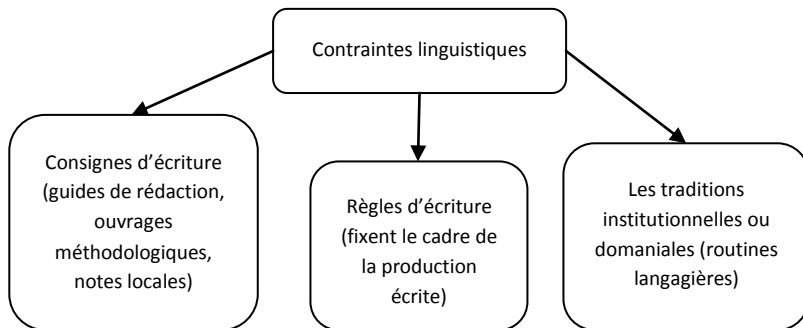 Contraintes linguistiques
Consignes d’écriture
(guides de rédaction,
ouvrages
méthodologiques,
notes locales)
Règles d’écriture
(fixent le cadre de
la production
écrite)
Les traditions
institutionnelles ou
domaniales (routines
langagières)